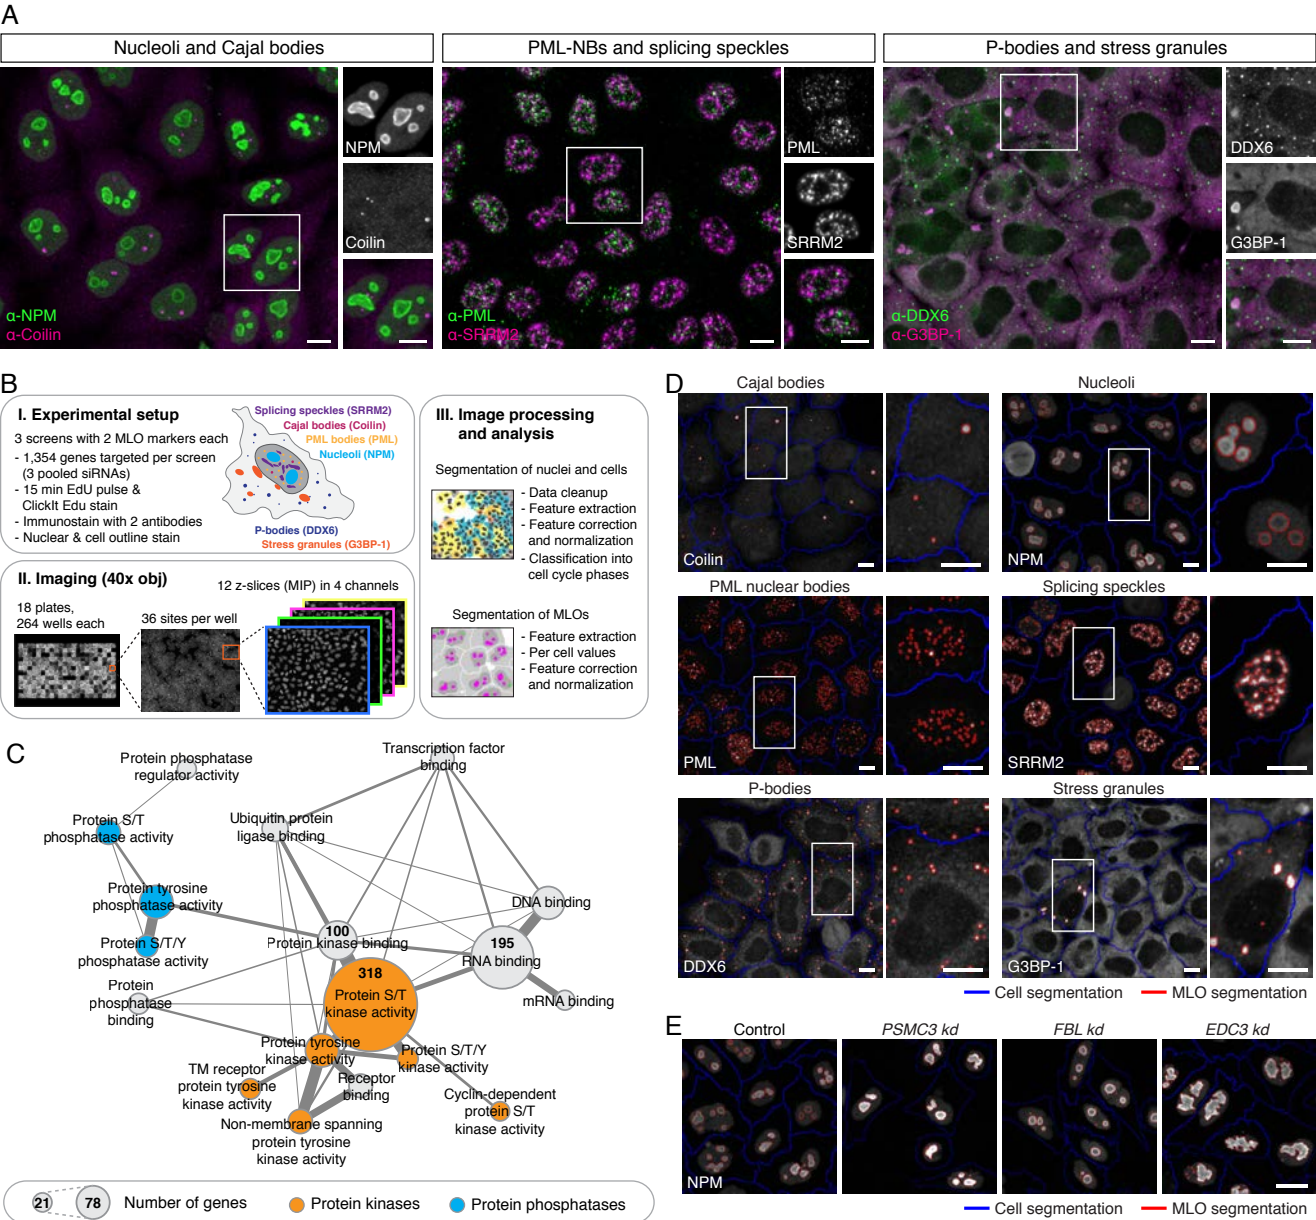 A
Nucleoli and Cajal bodies
NPM
Coilin
α-NPM
α-Coilin
PML-NBs and splicing speckles
PML
SRRM2
α-PML
α-SRRM2
P-bodies and stress granules
DDX6
G3BP-1
α-DDX6
α-G3BP-1
B
I. Experimental setup
3 screens with 2 MLO markers each
- 1,354 genes targeted per screen
(3 pooled siRNAs)
- 15 min EdU pulse &
ClickIt Edu stain
- Immunostain with 2 antibodies
- Nuclear & cell outline stain
Splicing speckles (SRRM2)
Cajal bodies (Coilin)
PML bodies (PML)
Nucleoli (NPM)
P-bodies (DDX6)
Stress granules (G3BP-1)
II. Imaging (40x obj)
18 plates,
264 wells each
36 sites per well
12 z-slices (MIP) in 4 channels
III. Image processing
and analysis
Segmentation of nuclei and cells
- Data cleanup
- Feature extraction
- Feature correction
and normalization
- Classification into
cell cycle phases
Segmentation of MLOs
- Feature extraction
- Per cell values
- Feature correction
and normalization
C
Protein phosphatase
regulator activity
Transcription factor
binding
Protein S/T
phosphatase activity
Ubiquitin protein
ligase binding
Protein tyrosine
phosphatase activity
DNA binding
100
Protein kinase binding
195
RNA binding
Protein S/T/Y
phosphatase activity
318
Protein S/T
kinase activity
Protein
phosphatase
binding
mRNA binding
Protein tyrosine
kinase activity
Protein S/T/Y
kinase activity
TM receptor
protein tyrosine
kinase activity
Receptor
binding
Cyclin-dependent
protein S/T
kinase activity
Non-membrane spanning
protein tyrosine
kinase activity
21
78
Number of genes
Protein kinases
Protein phosphatases
D
Cajal bodies
Coilin
Nucleoli
NPM
PML nuclear bodies
PML
Splicing speckles
SRRM2
P-bodies
DDX6
Stress granules
G3BP-1
Cell segmentation
MLO segmentation
E
Control
PSMC3 kd
FBL kd
EDC3 kd
NPM
Cell segmentation
MLO segmentation